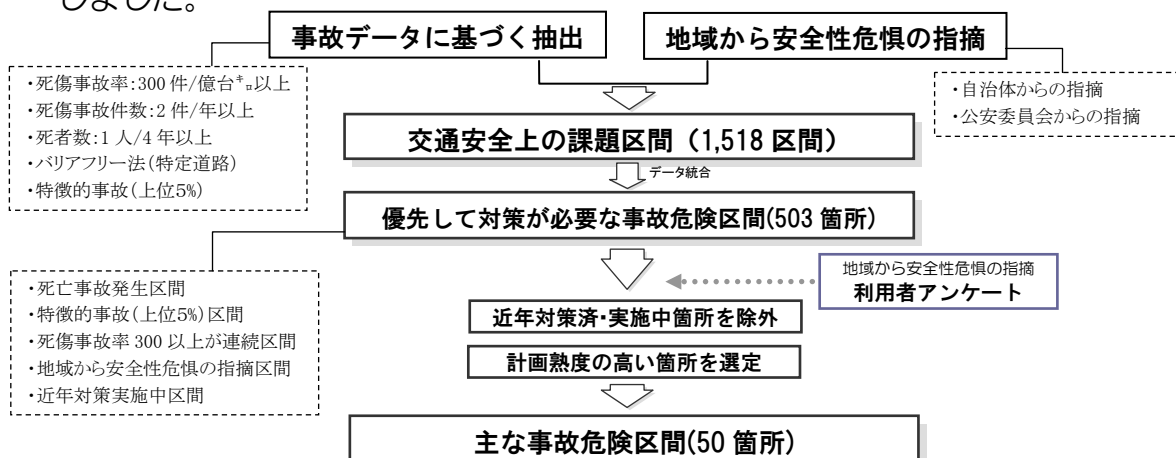 しました。
事故データに基づく抽出
地域から安全性危惧の指摘
・死傷事故率:300件/億台㌔以上
・死傷事故件数:2件/年以上
・死者数:1人/4年以上
・バリアフリー法(特定道路)
・特徴的事故(上位5%)
・自治体からの指摘
・公安委員会からの指摘
交通安全上の課題区間（1,518区間）
データ統合
優先して対策が必要な事故危険区間(503箇所)
・死亡事故発生区間
・特徴的事故(上位5%)区間
・死傷事故率300以上が連続区間
・地域から安全性危惧の指摘区間
・近年対策実施中区間
地域から安全性危惧の指摘
利用者アンケート
近年対策済・実施中箇所を除外
計画熟度の高い箇所を選定
主な事故危険区間(50箇所)